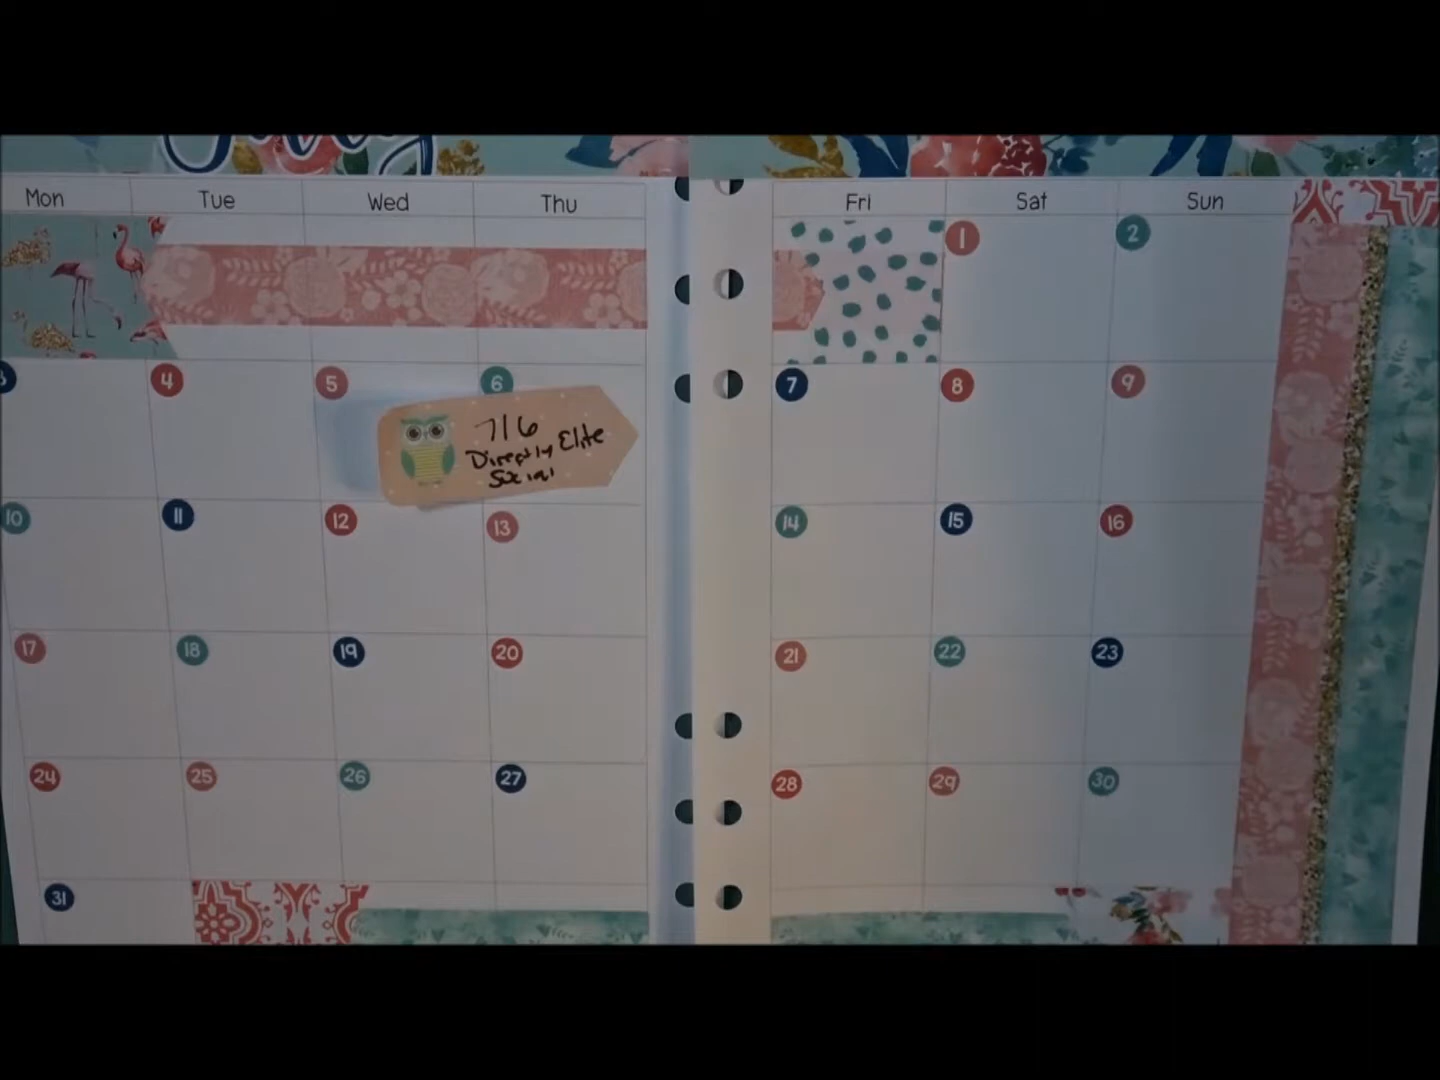 July
Mon Tue Wed Thu Fri Sat Sun
1 2
3 4 5 6 7 8 9
7/6
Directly Elite
Social
10 11 12 13 14 15 16
17 18 19 20 21 22 23
24 25 26 27 28 29 30
31